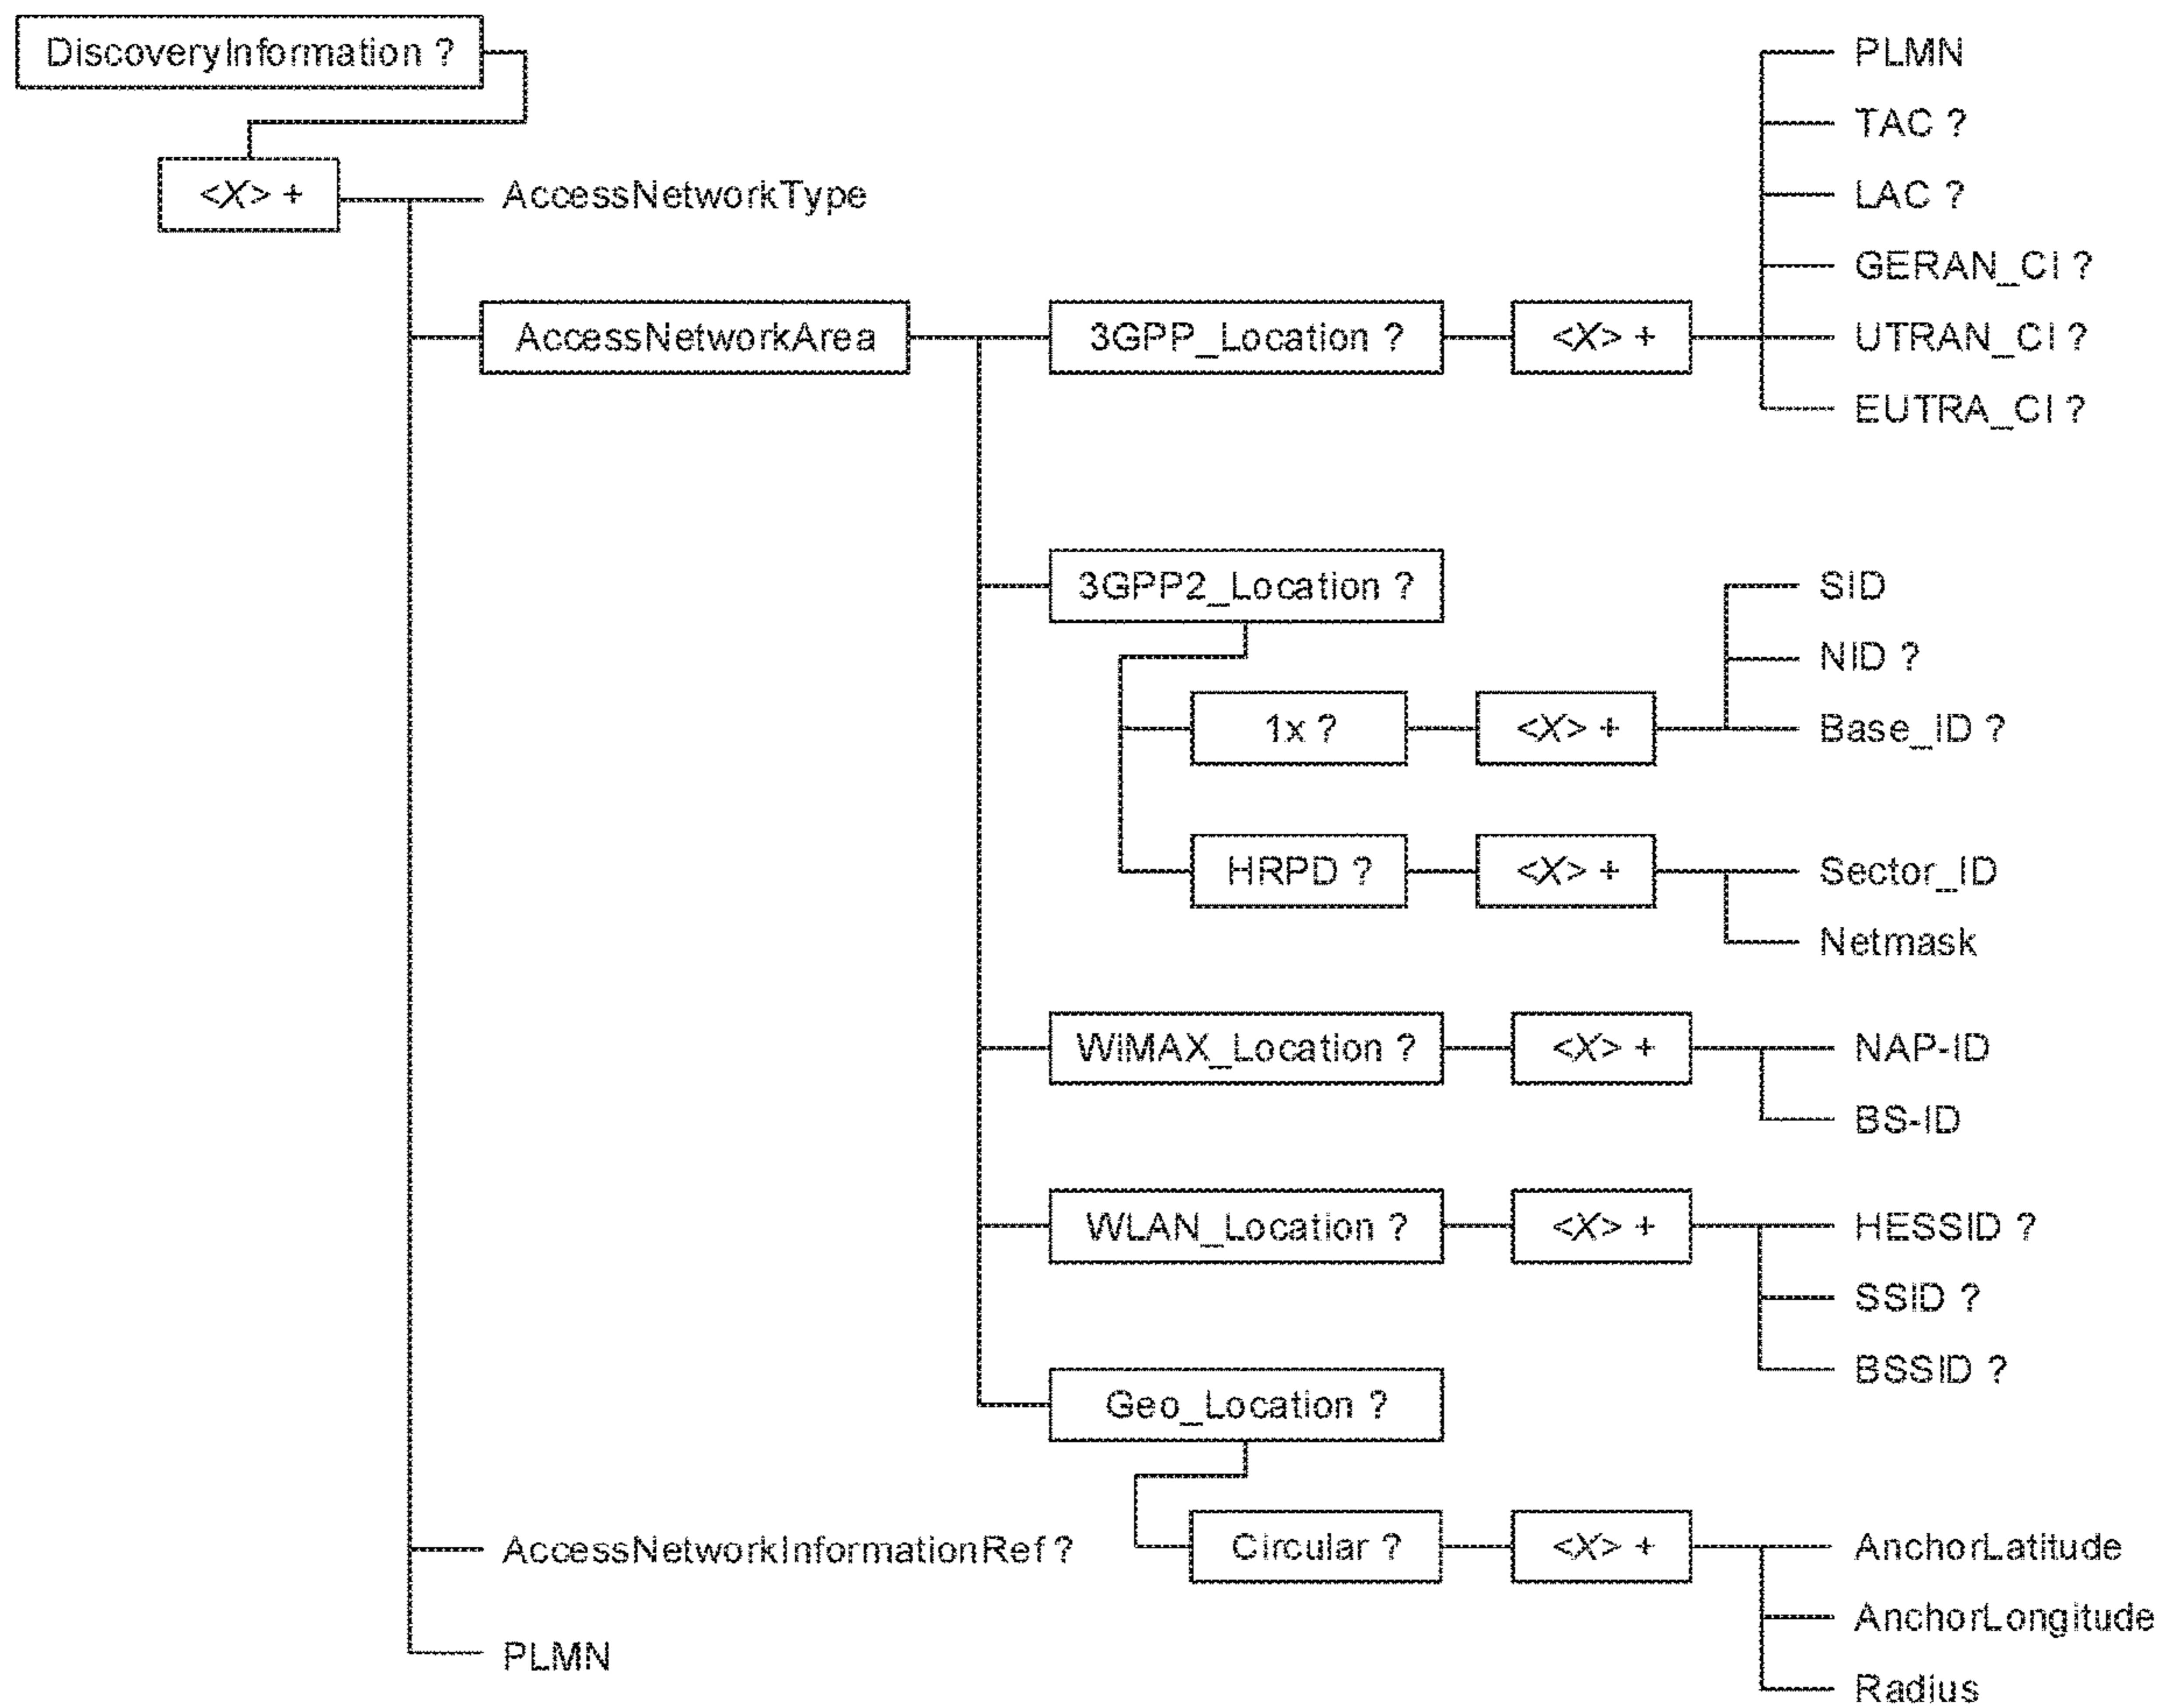 DiscoveryInformation ?
<X> +
AccessNetworkType
AccessNetworkArea
3GPP_Location ?
<X> +
PLMN
TAC ?
LAC ?
GERAN_CI ?
UTRAN_CI ?
EUTRA_CI ?
3GPP2_Location ?
1x ?
<X> +
SID
NID ?
Base_ID ?
HRPD ?
<X> +
Sector_ID
Netmask
WiMAX_Location ?
<X> +
NAP-ID
BS-ID
WLAN_Location ?
<X> +
HESSID ?
SSID ?
BSSID ?
Geo_Location ?
Circular ?
<X> +
AnchorLatitude
AnchorLongitude
Radius
AccessNetworkInformationRef ?
PLMN